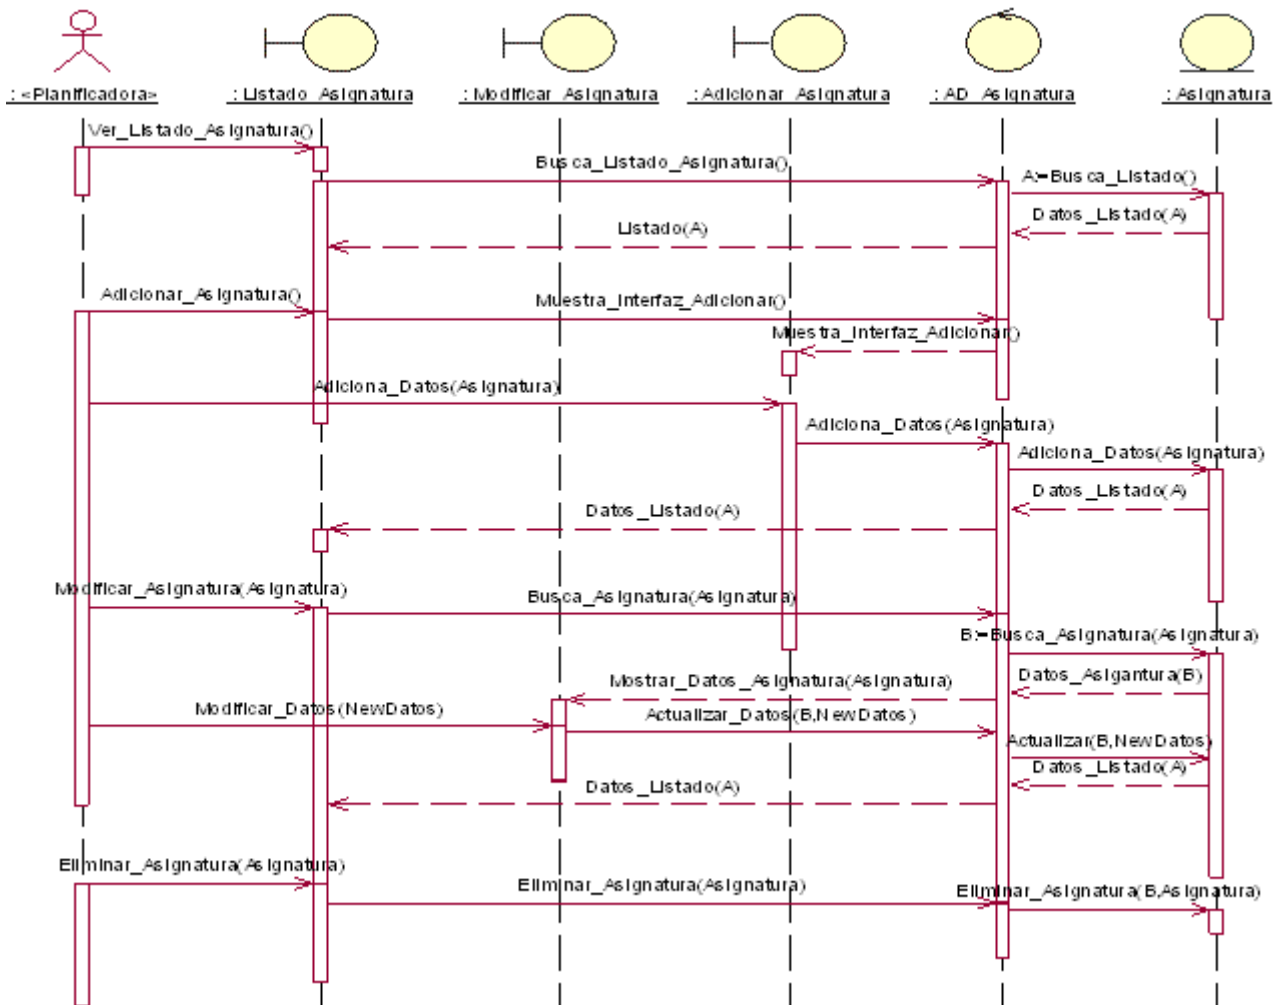 : <Planificadora>
: Listado_Asignatura
: Modificar_Asignatura
: Adicionar_Asignatura
: AD_Asignatura
: Asignatura
Ver_Listado_Asignatura()
Busca_Listado_Asignatura()
A:=Busca_Listado()
Datos_Listado(A)
Listado(A)
Adicionar_Asignatura()
Muestra_Interfaz_Adicionar()
Muestra_Interfaz_Adicionar()
Adiciona_Datos(Asignatura)
Adiciona_Datos(Asignatura)
Adiciona_Datos(Asignatura)
Datos_Listado(A)
Datos_Listado(A)
Modificar_Asignatura(Asignatura)
Busca_Asignatura(Asignatura)
B:=Busca_Asignatura(Asignatura)
Datos_Asigantura(B)
Mostrar_Datos_Asignatura(Asignatura)
Modificar_Datos(NewDatos)
Actualizar_Datos(B,NewDatos)
Actualizar(B,NewDatos)
Datos_Listado(A)
Datos_Listado(A)
Eliminar_Asignatura(Asignatura)
Eliminar_Asignatura(Asignatura)
Eliminar_Asignatura(B,Asignatura)